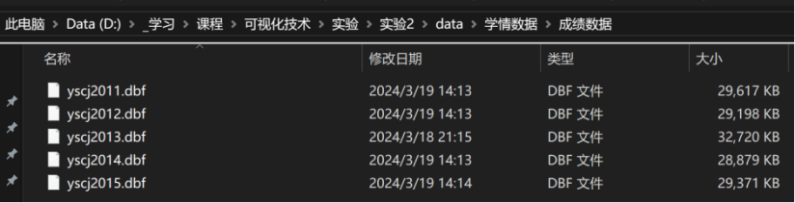 此电脑 > Data (D:) > _学习 > 课程 > 可视化技术 > 实验 > 实验2 > data > 学情数据 > 成绩数据
名称 修改日期 类型 大小
yscj2011.dbf 2024/3/19 14:13 DBF 文件 29,617 KB
yscj2012.dbf 2024/3/19 14:13 DBF 文件 29,198 KB
yscj2013.dbf 2024/3/18 21:15 DBF 文件 32,720 KB
yscj2014.dbf 2024/3/19 14:13 DBF 文件 28,879 KB
yscj2015.dbf 2024/3/19 14:14 DBF 文件 29,371 KB